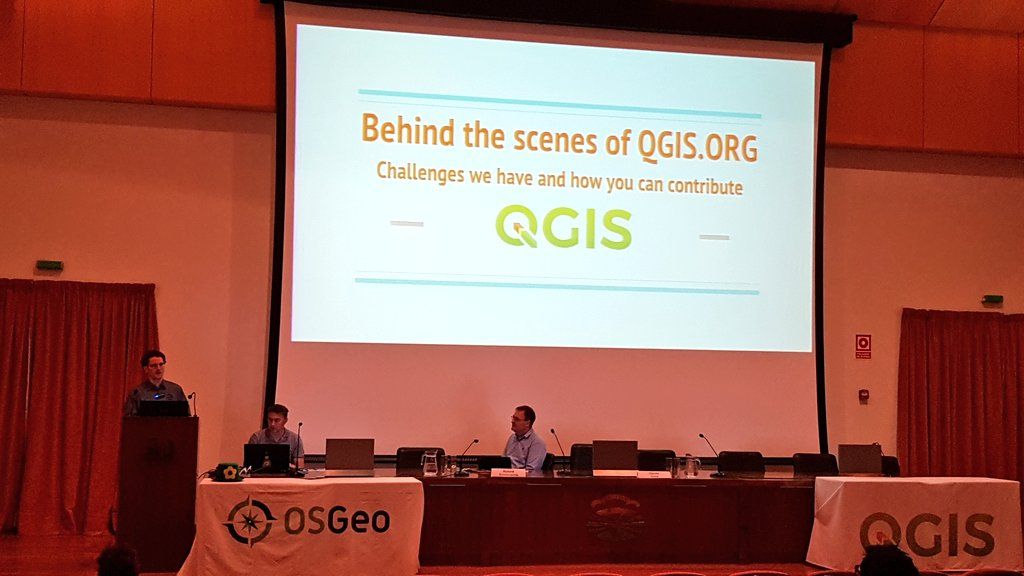 Behind the scenes of QGIS.ORG
Challenges we have and how you can contribute
QGIS
OSGeo
QGIS